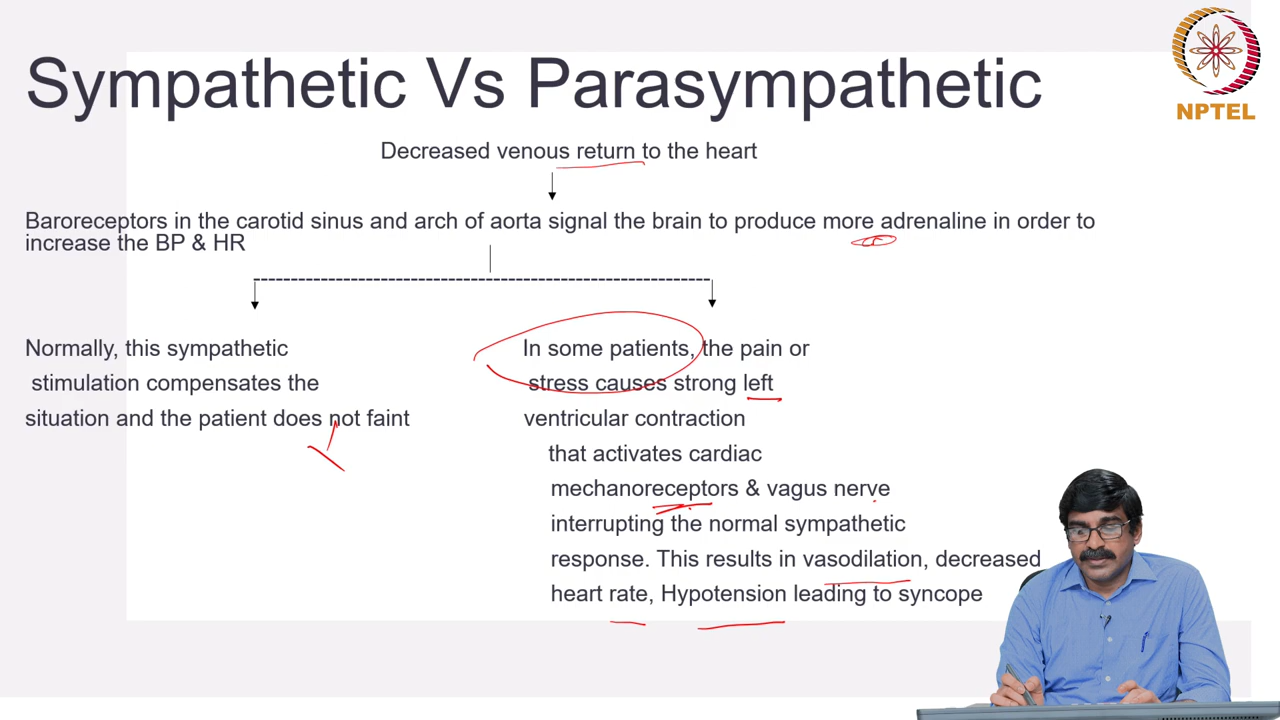 Sympathetic Vs Parasympathetic
NPTEL
Decreased venous return to the heart
Baroreceptors in the carotid sinus and arch of aorta signal the brain to produce more adrenaline in order to
increase the BP & HR
Normally, this sympathetic
stimulation compensates the
situation and the patient does not faint
In some patients, the pain or
stress causes strong left
ventricular contraction
that activates cardiac
mechanoreceptors & vagus nerve
interrupting the normal sympathetic
response. This results in vasodilation, decreased
heart rate, Hypotension leading to syncope